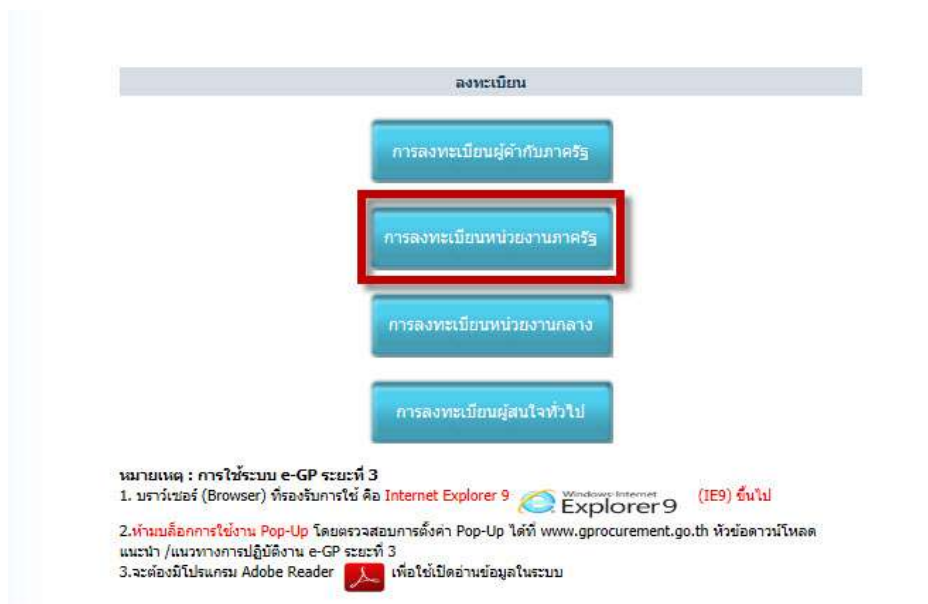 ลงทะเบียน
การลงทะเบียนผู้ค้ากับภาครัฐ
การลงทะเบียนหน่วยงานภาครัฐ
การลงทะเบียนหน่วยงานกลาง
การลงทะเบียนผู้สนใจทั่วไป
หมายเหตุ : การใช้ระบบ e-GP ระยะที่ 3
1. บราว์เซอร์ (Browser) ที่รองรับการใช้ คือ Internet Explorer 9 Windows Internet Explorer 9 (IE9) ขึ้นไป
2.ห้ามบล็อกการใช้งาน Pop-Up โดยตรวจสอบการตั้งค่า Pop-Up ได้ที่ www.gprocurement.go.th หัวข้อดาวน์โหลด
แนะนำ /แนวทางการปฏิบัติงาน e-GP ระยะที่ 3
3.จะต้องมีโปรแกรม Adobe Reader เพื่อใช้เปิดอ่านข้อมูลในระบบ